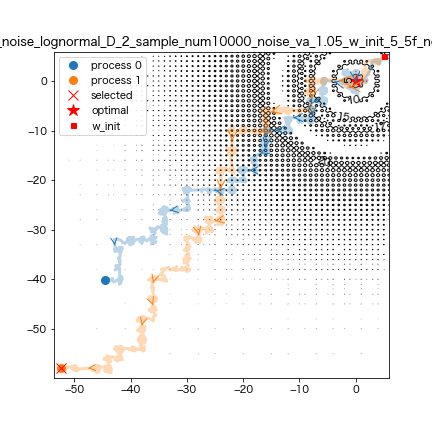 _noise_lognormal_D_2_sample_num10000_noise_va_1.05_w_init_5_5f_n
process 0
process 1
selected
optimal
w_init
0
−10
−20
−30
−40
−50
−50
−40
−30
−20
−10
0
10
15